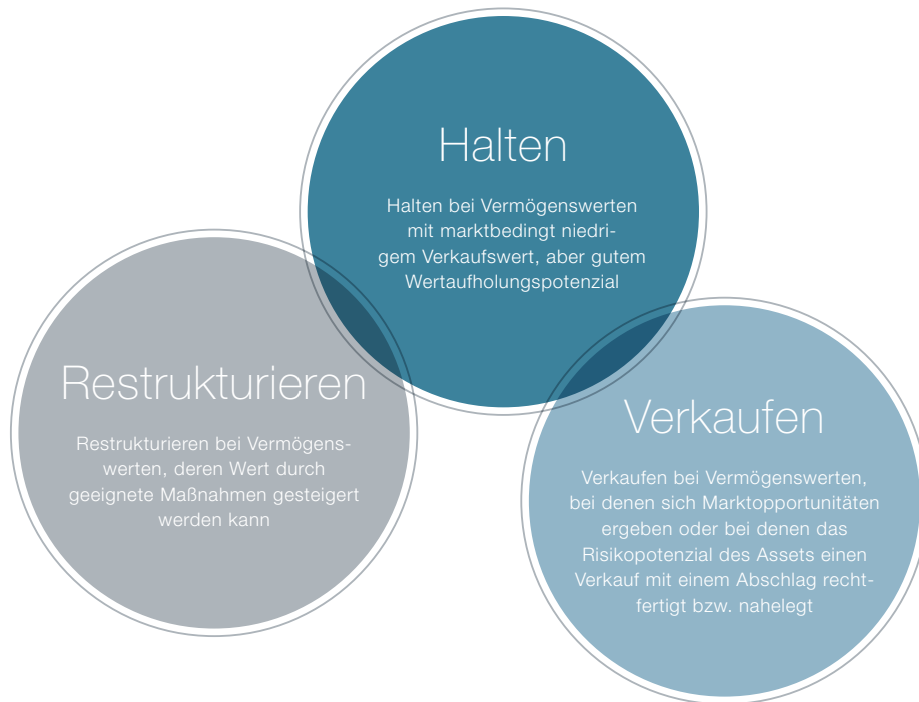 Halten
Halten bei Vermögenswerten
mit marktbedingt niedri-
gem Verkaufswert, aber gutem
Wertaufholungspotenzial
Restrukturieren
Restrukturieren bei Vermögens-
werten, deren Wert durch
geeignete Maßnahmen gesteigert
werden kann
Verkaufen
Verkaufen bei Vermögenswerten,
bei denen sich Marktopportunitäten
ergeben oder bei denen das
Risikopotenzial des Assets einen
Verkauf mit einem Abschlag recht-
fertigt bzw. nahelegt